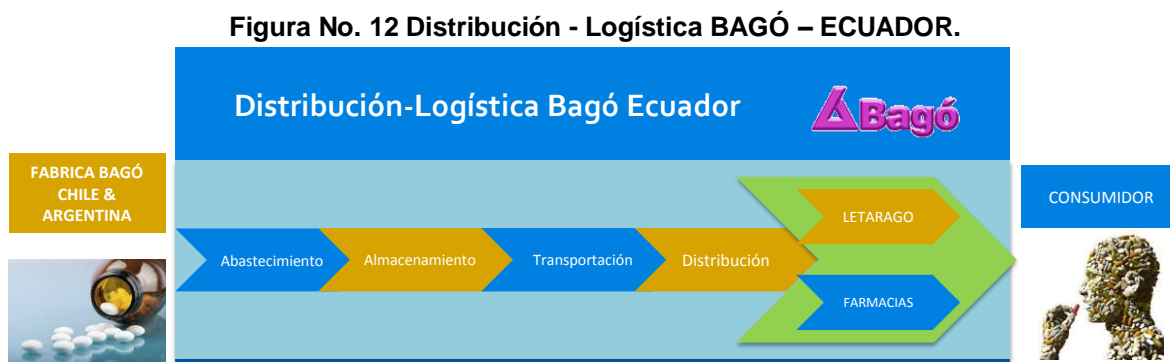 Figura No. 12 Distribución - Logística BAGÓ – ECUADOR.
Distribución-Logística Bagó Ecuador
Bagó
FABRICA BAGÓ
CHILE &
ARGENTINA
Abastecimiento
Almacenamiento
Transportación
Distribución
LETARAGO
FARMACIAS
CONSUMIDOR